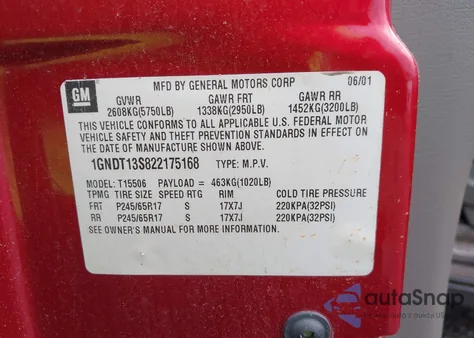 GM
MFD BY GENERAL MOTORS CORP 06/01
GVWR GAWR FRT GAWR RR
2608KG(5750LB) 1338KG(2950LB) 1452KG(3200LB)
THIS VEHICLE CONFORMS TO ALL APPLICABLE U.S. FEDERAL MOTOR
VEHICLE SAFETY AND THEFT PREVENTION STANDARDS IN EFFECT ON
THE DATE OF MANUFACTURE SHOWN ABOVE.
1GNDT13S822175168 TYPE: M.P.V.
MODEL: T15506 PAYLOAD = 463KG(1020LB)
TIRE SIZE SPEED RTG RIM COLD TIRE PRESSURE
FRT P245/65R17 S 17X7J 220KPA(32PSI)
RR P245/65R17 S 17X7J 220KPA(32PSI)
SEE OWNER'S MANUAL FOR MORE INFORMATION.
autaSnap